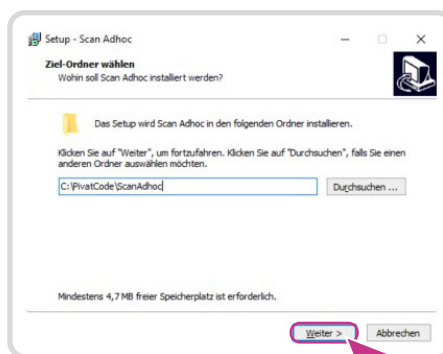 Setup - Scan Adhoc
Ziel-Ordner wählen
Wohin soll Scan Adhoc installiert werden?
Das Setup wird Scan Adhoc in den folgenden Ordner installieren.
Klicken Sie auf "Weiter", um fortzufahren. Klicken Sie auf "Durchsuchen", falls Sie einen
anderen Ordner auswählen möchten.
C:\PivatCode\ScanAdhoc
Durchsuchen ...
Mindestens 4,7 MB freier Speicherplatz ist erforderlich.
Weiter >
Abbrechen